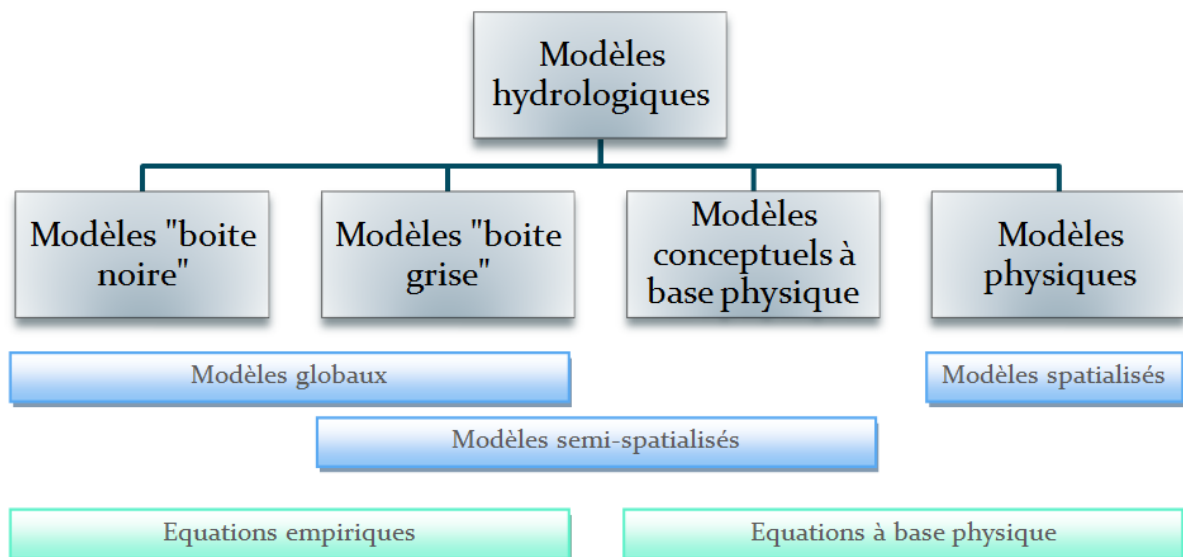 Modèles
hydrologiques
Modèles "boite
noire"
Modèles "boite
grise"
Modèles
conceptuels à
base physique
Modèles
physiques
Modèles globaux
Modèles spatialisés
Modèles semi-spatialisés
Equations empiriques
Equations à base physique